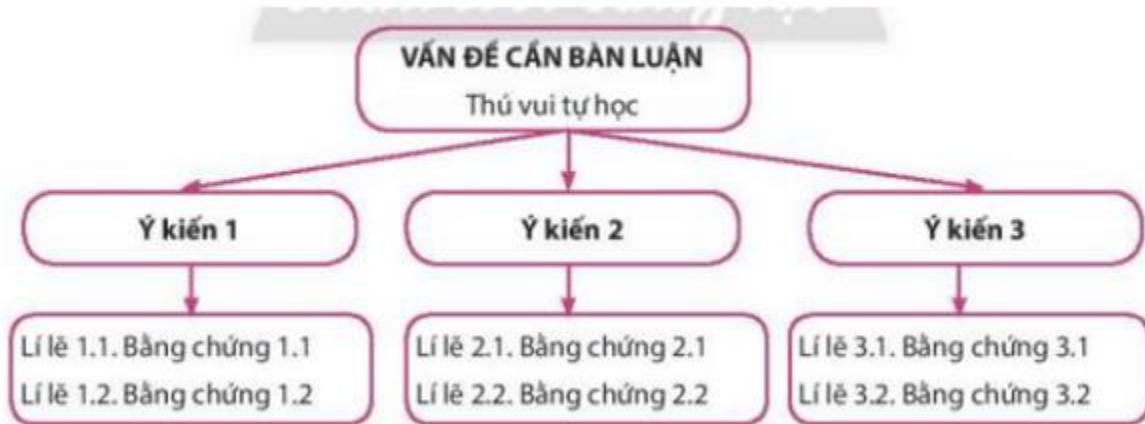 VẤN ĐỀ CẦN BÀN LUẬN
Thú vui tự học
Ý kiến 1
Ý kiến 2
Ý kiến 3
Lí lẽ 1.1. Bằng chứng 1.1
Lí lẽ 1.2. Bằng chứng 1.2
Lí lẽ 2.1. Bằng chứng 2.1
Lí lẽ 2.2. Bằng chứng 2.2
Lí lẽ 3.1. Bằng chứng 3.1
Lí lẽ 3.2. Bằng chứng 3.2